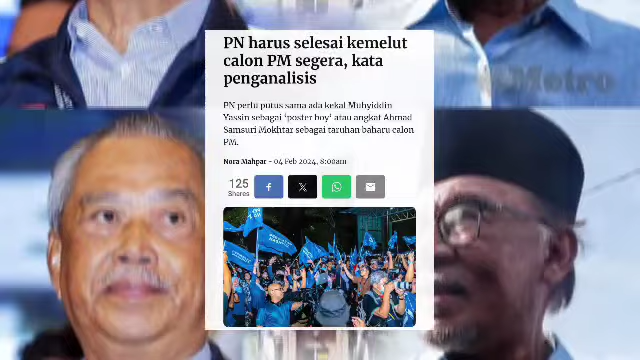 PN harus selesai kemelut
calon PM segera, kata
penganalisis
PN perlu putus sama ada kekal Muhyiddin
Yassin sebagai 'poster boy' atau angkat Ahmad
Samsuri Mokhtar sebagai taruhan baharu calon
PM.
Nora Mahpar - 04 Feb 2024, 8:00am
125
Shares
Metro